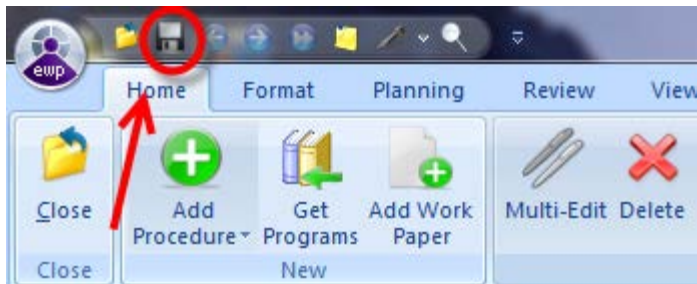 ewp
Home Format Planning Review View
Close Add Get Add Work Multi-Edit Delete
Procedure Programs Paper
Close New